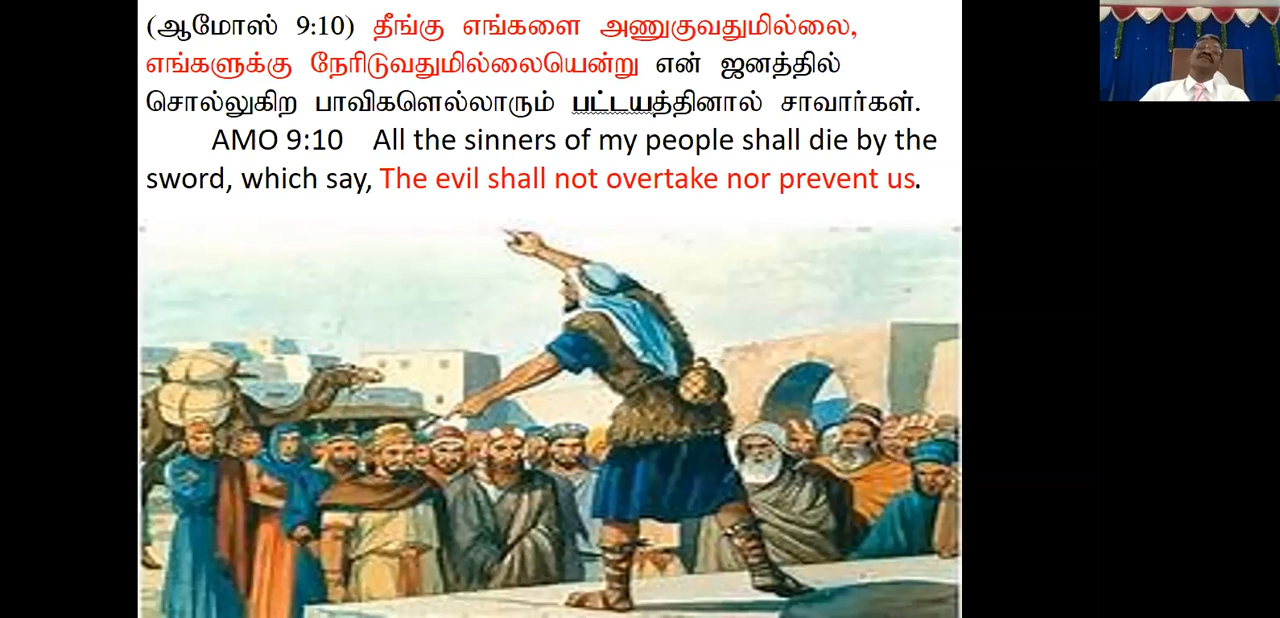 (ஆமோஸ் 9:10) தீங்கு எங்களை அணுகுவதுமில்லை,
எங்களுக்கு நேரிடுவதுமில்லையென்று என் ஜனத்தில்
சொல்லுகிற பாவிகளெல்லாரும் பட்டயத்தினால் சாவார்கள்.
AMO 9:10 All the sinners of my people shall die by the
sword, which say, The evil shall not overtake nor prevent us.